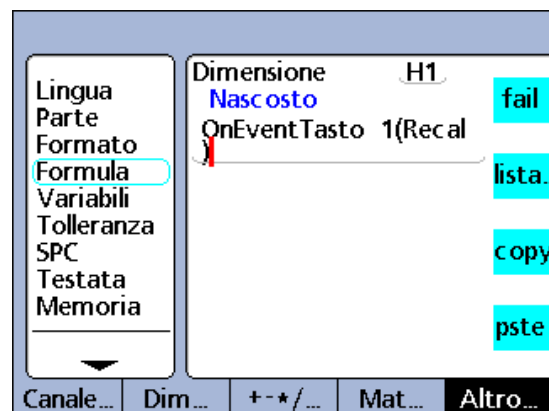 Lingua
Parte
Formato
Formula
Variabili
Tolleranza
SPC
Testata
Memoria
Dimensione H1
Nascosto
OnEventTasto 1(Recal
)
fail
lista.
copy
pste
Canale... Dim... +-*/... Mat... Altro...